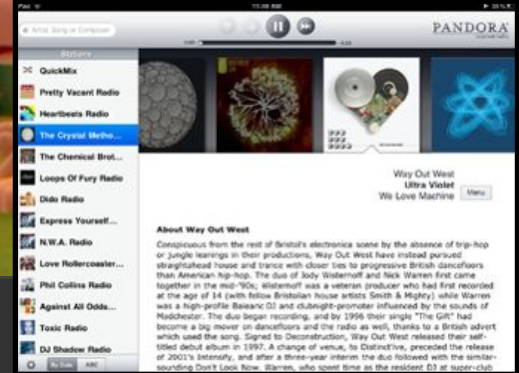 iPad
11:09 AM
Artist, Song or Composer
PANDORA
internet radio
Stations
QuickMix
Pretty Vacant Radio
Heartbeats Radio
The Crystal Metho...
The Chemical Brot...
Loops Of Fury Radio
Dido Radio
Express Yourself...
N.W.A. Radio
Love Rollercoaster...
Phil Collins Radio
Against All Odds...
Toxic Radio
DJ Shadow Radio
By Date
ABC
Way Out West
Ultra Violet
We Love Machine
Menu
About Way Out West
Conspicuous from the rest of Bristol's electronica scene by the absence of trip-hop
or jungle leanings in their productions, Way Out West have instead pursued
straightahead house and trance with closer ties to progressive British dancefloors
than American hip-hop. The duo of Jody Wisternoff and Nick Warren first came
together in the mid-'90s; Wisternoff was a veteran producer who had first recorded
at the age of 14 (with fellow Bristolian house artists Smith & Mighty) while Warren
was a high-profile Balearic DJ and clubnight-promoter influenced by the sounds of
Madchester. The duo began recording, and by 1996 their single "The Gift" had
become a big mover on dancefloors and the radio as well, thanks to a British advert
which used the song. Signed to Deconstruction, Way Out West released their self-
titled debut album in 1997. A change of venue, to Distinct'ive, preceded the release
of 2001's Intensify, and after a three-year interim the duo followed with the similar-
sounding Don't Look Now. Warren, who spent time as the resident DJ at super-club